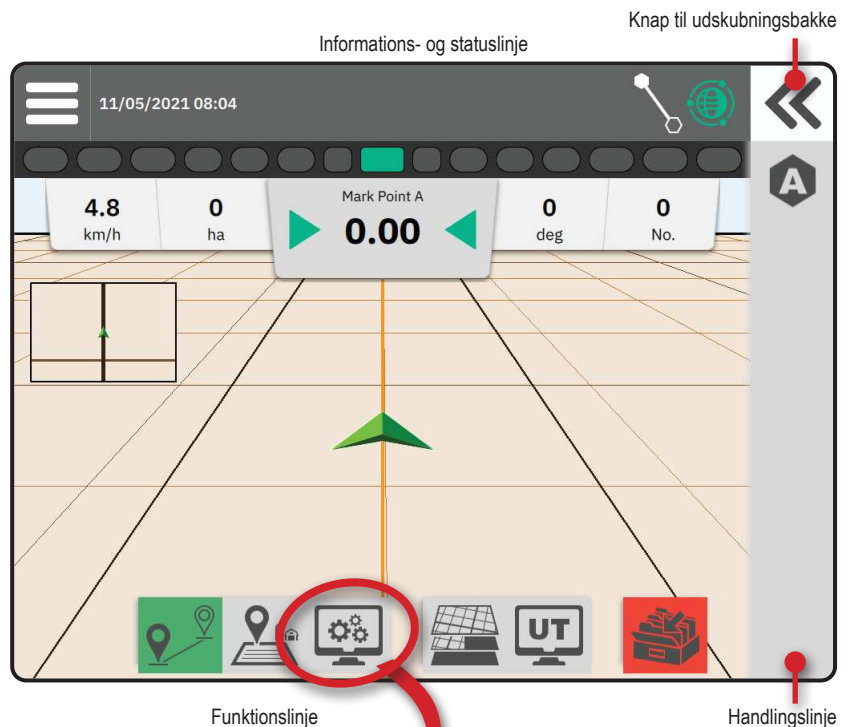 Knap til udskubningsbakke
Informations- og statuslinje
11/05/2021 08:04
A
Mark Point A
4.8
km/h
0
ha
0.00
0
deg
0
No.
UT
Funktionslinje
Handlingslinje